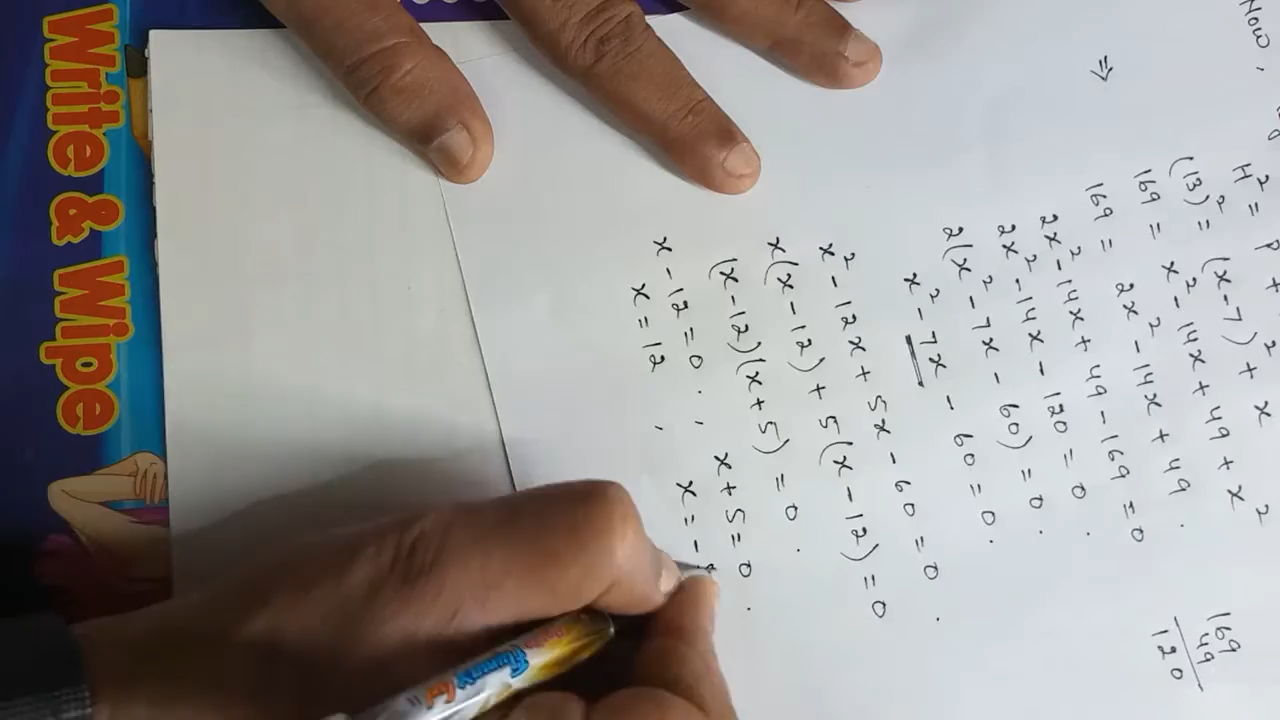 Now,
H² = P +
(13)² = (x-7)² + x
169 = x² - 14x + 49 + x²
⇒ 169 = 2x² - 14x + 49.
2x² - 14x + 49 - 169 = 0
2x² - 14x - 120 = 0.
2(x² - 7x - 60) = 0.
x² - 7x - 60 = 0.
x² - 12x + 5x - 60 = 0.
x(x - 12) + 5(x - 12) = 0
(x - 12)(x + 5) = 0.
x - 12 = 0. , x + 5 = 0.
x = 12 , x = -
169
49
120
Write & Wipe